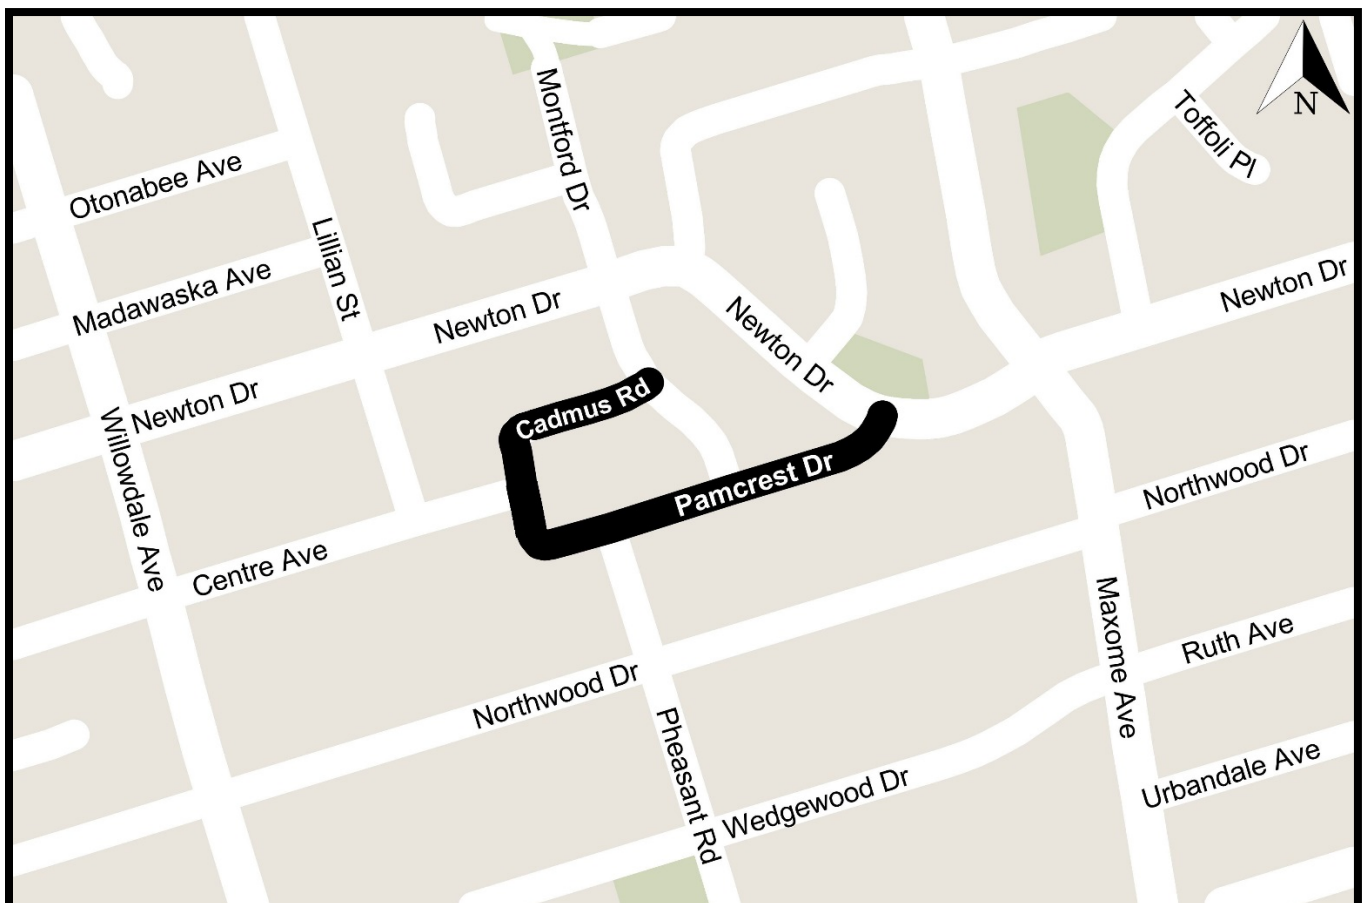 Montford Dr
Toffoli Pl
N
Otonabee Ave
Lillian St
Madawaska Ave
Newton Dr
Newton Dr
Newton Dr
Newton Dr
Cadmus Rd
Willowdale Ave
Pamcrest Dr
Northwood Dr
Centre Ave
Maxome Ave
Ruth Ave
Northwood Dr
Pheasant Rd
Wedgewood Dr
Urbandale Ave